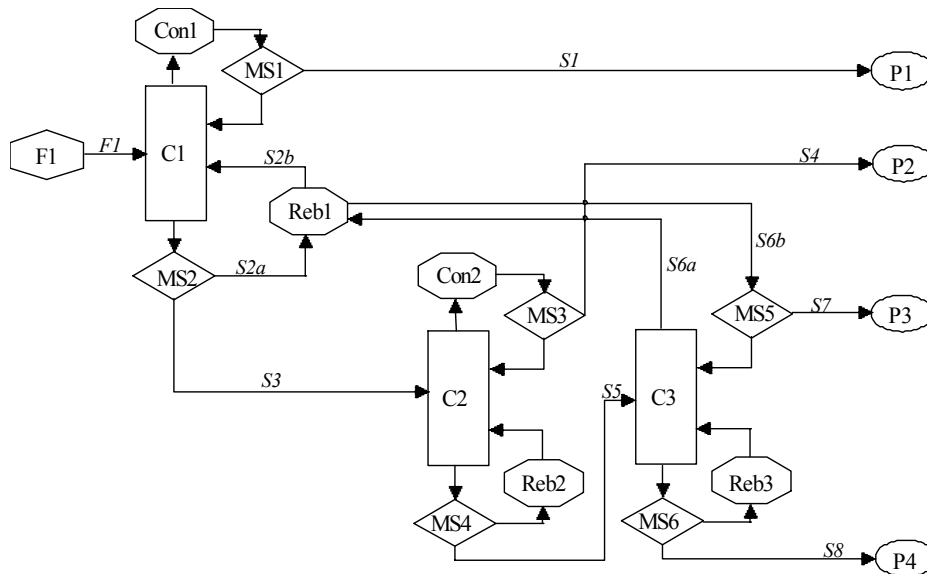 Con1
MS1
S1
P1
F1
F1
C1
S2b
S4
P2
Reb1
S6b
MS2
S2a
Con2
S6a
MS3
MS5
S7
P3
S3
C2
S5
C3
Reb2
Reb3
MS4
MS6
S8
P4